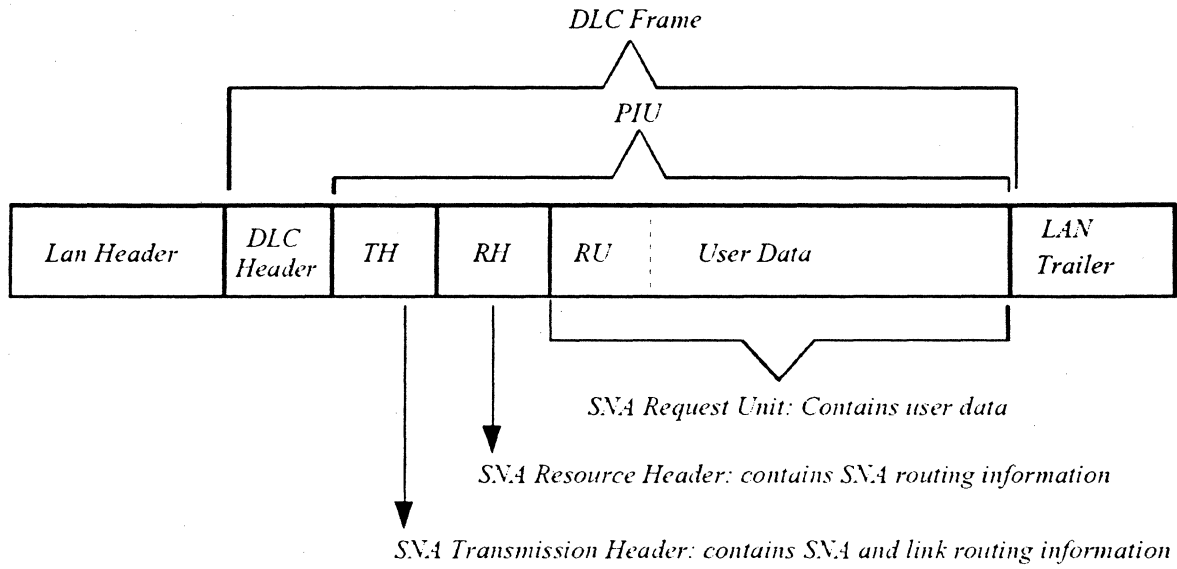 DLC Frame
PIU
Lan Header
DLC
Header
TH
RH
RU
User Data
LAN
Trailer
SNA Request Unit: Contains user data
SNA Resource Header: contains SNA routing information
SNA Transmission Header: contains SNA and link routing information